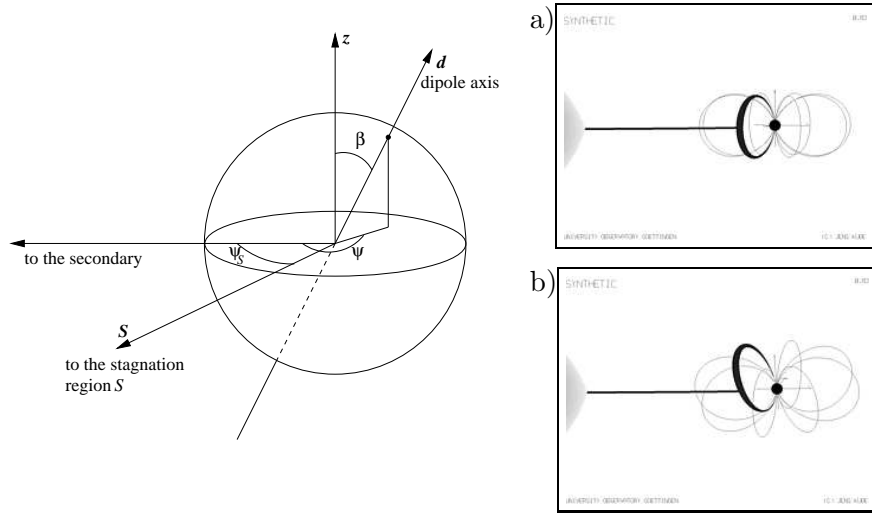 z
d
dipole axis
β
to the secondary
ψS
ψ
S
to the stagnation
region S
a)
SYNTHETIC
UNIVERSITY OBSERVATORY GOETTINGEN
(C) JENS KUBE
b)
SYNTHETIC
UNIVERSITY OBSERVATORY GOETTINGEN
(C) JENS KUBE